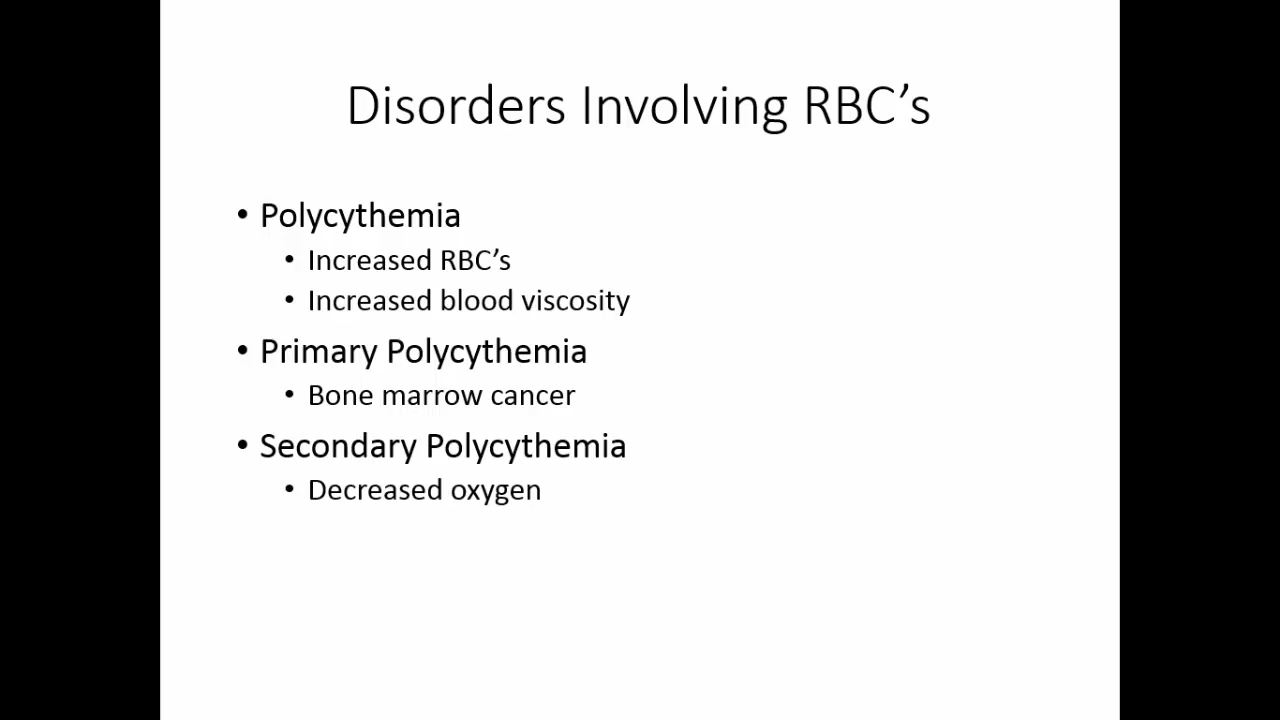 Disorders Involving RBC’s
• Polycythemia
• Increased RBC’s
• Increased blood viscosity
• Primary Polycythemia
• Bone marrow cancer
• Secondary Polycythemia
• Decreased oxygen